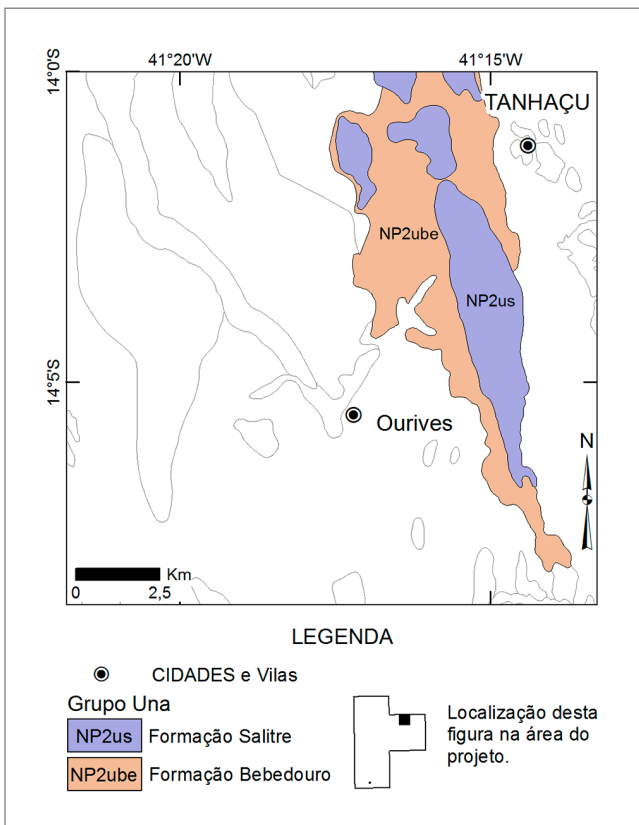 41°20'W
41°15'W
14°0'S
TANHAÇU
NP2ube
NP2us
14°5'S
Ourives
N
Km
0
2,5
LEGENDA
CIDADES e Vilas
Grupo Una
NP2us Formação Salitre
NP2ube Formação Bebedouro
Localização desta
figura na área do
projeto.